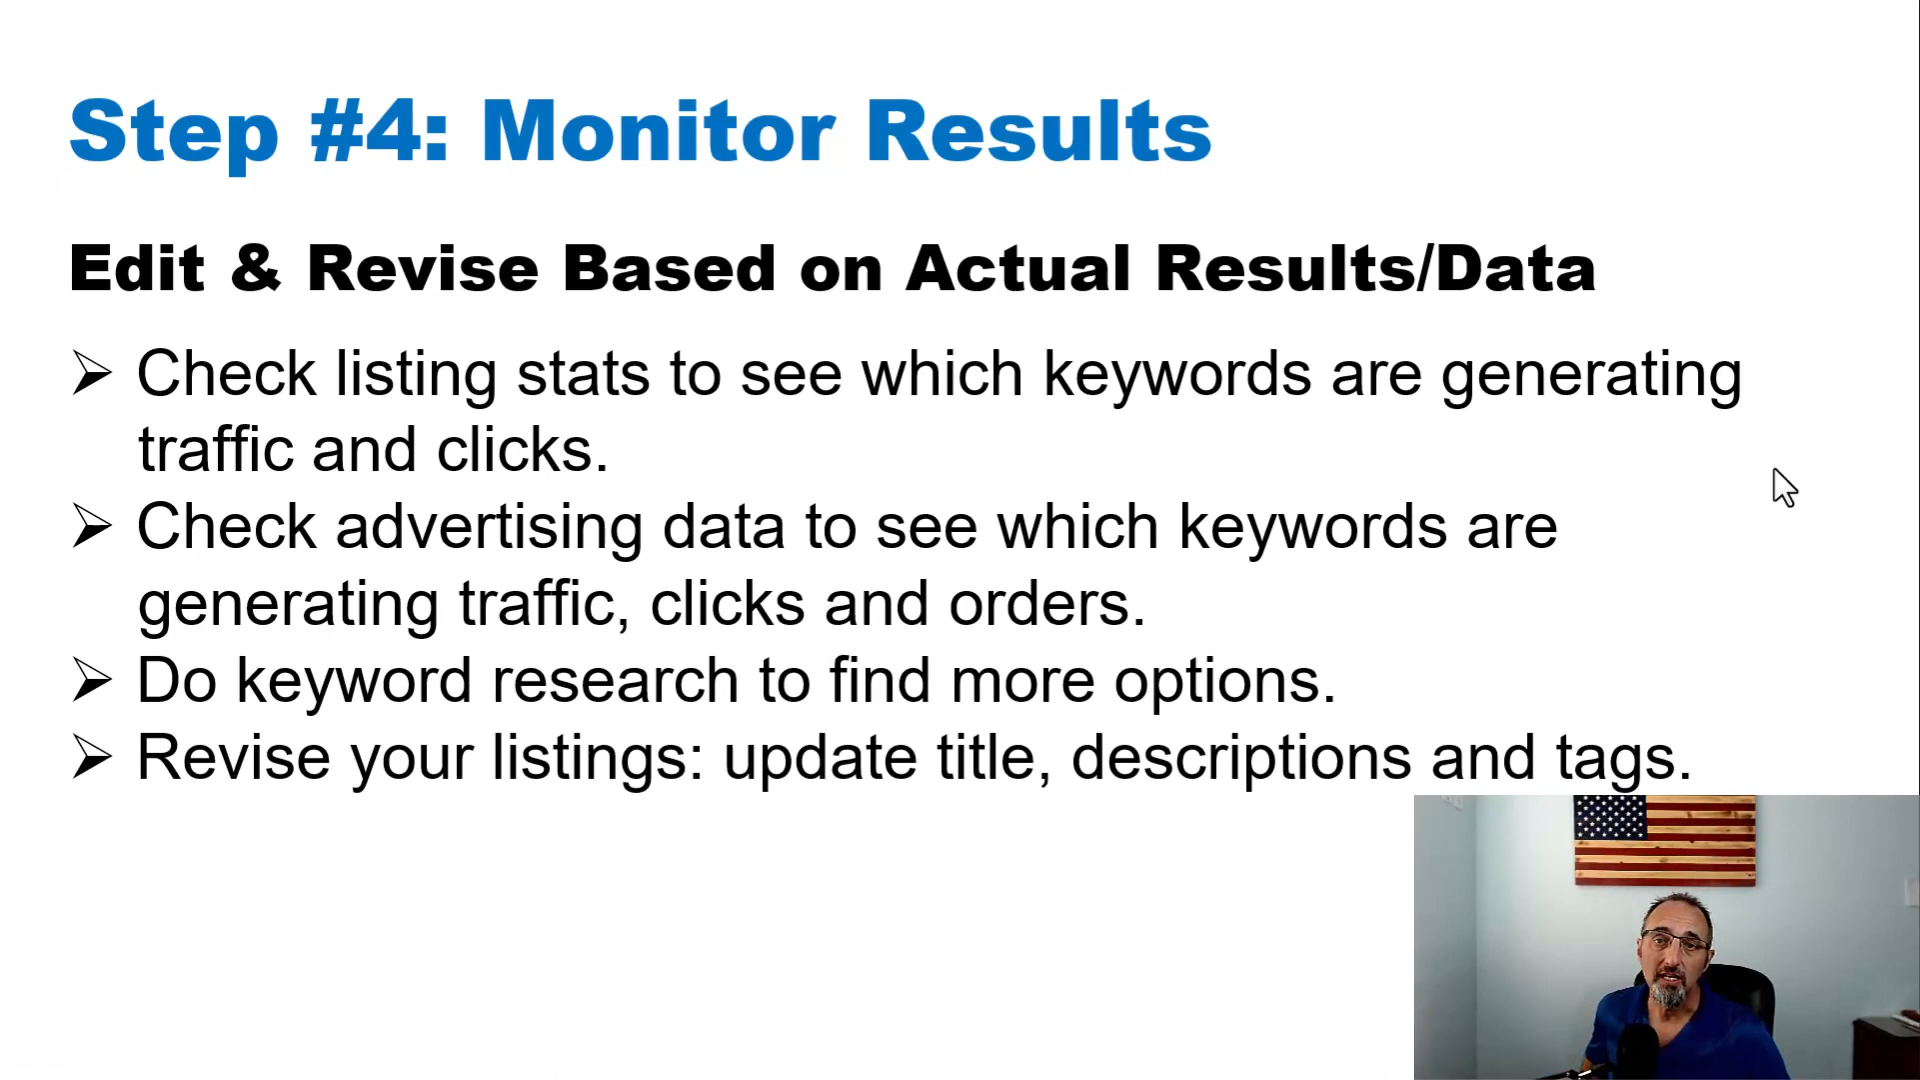 Step #4: Monitor Results
Edit & Revise Based on Actual Results/Data
➢ Check listing stats to see which keywords are generating
traffic and clicks.
➢ Check advertising data to see which keywords are
generating traffic, clicks and orders.
➢ Do keyword research to find more options.
➢ Revise your listings: update title, descriptions and tags.